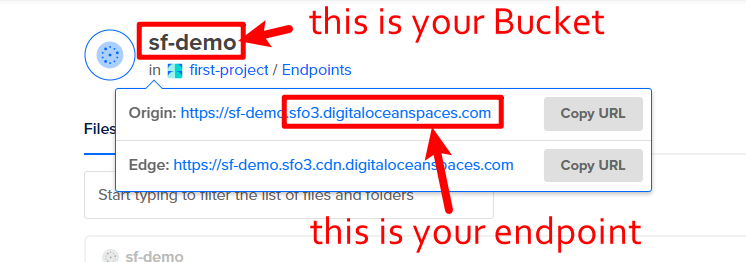 this is your Bucket
sf-demo
in first-project / Endpoints
Origin: https://sf-demo.sfo3.digitaloceanspaces.com Copy URL
Files
Edge: https://sf-demo.sfo3.cdn.digitaloceanspaces.com Copy URL
Start typing to filter the list of files and folders
this is your endpoint
sf-demo